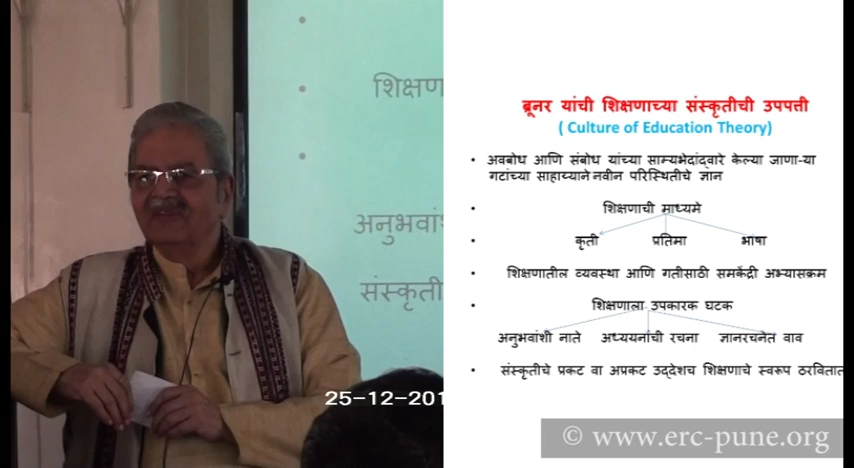 शिक्षण
अनुभवांश
संस्कृती
25-12-201
ब्रूनर यांची शिक्षणाच्या संस्कृतीची उपपत्ती
( Culture of Education Theory)
• अवबोध आणि संबोध यांच्या साम्यभेदांद्वारे केल्या जाणा-या
गटांच्या साहाय्याने नवीन परिस्थितीचे ज्ञान
• शिक्षणाची माध्यमे
• कृती प्रतिमा भाषा
• शिक्षणातील व्यवस्था आणि गतीसाठी समकेंद्री अभ्यासक्रम
• शिक्षणाला उपकारक घटक
अनुभवांशी नाते अध्ययनांची रचना ज्ञानरचनेत वाव
• संस्कृतीचे प्रकट वा अप्रकट उद्देशच शिक्षणाचे स्वरूप ठरवितात
© www.erc-pune.org